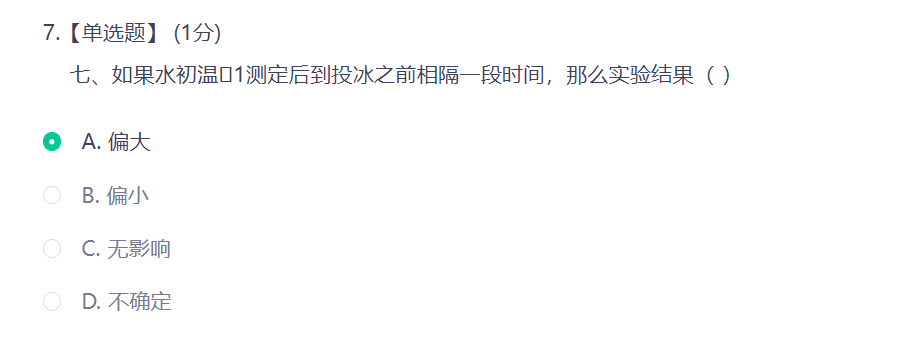 7.【单选题】 (1分)
七、如果水初温▯1测定后到投冰之前相隔一段时间，那么实验结果（ ）
A. 偏大
B. 偏小
C. 无影响
D. 不确定